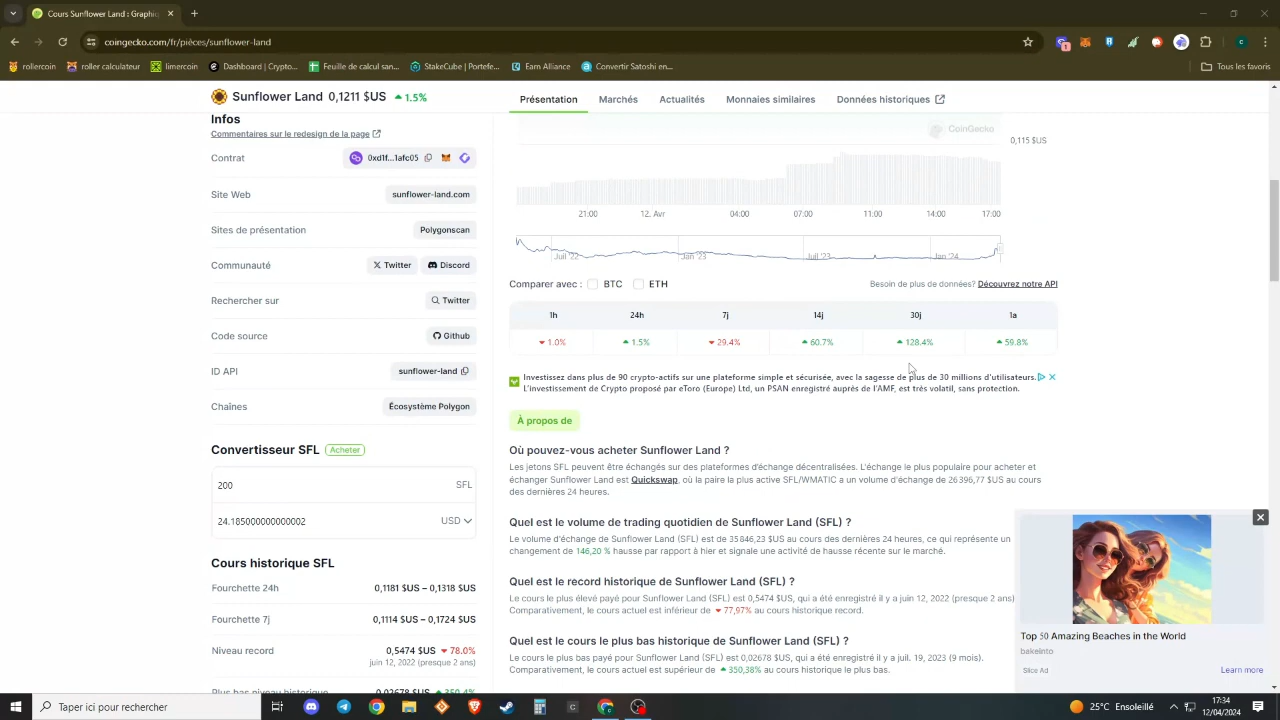 Cours Sunflower Land : Graphiq
coingecko.com/fr/pièces/sunflower-land
rollercoin
roller calculateur
limercoin
Dashboard | Crypto...
Feuille de calcul san...
StakeCube | Portefe...
Earn Alliance
Convertir Satoshi en...
Tous les favoris
Sunflower Land 0,1211 $US 1.5%
Présentation
Marchés
Actualités
Monnaies similaires
Données historiques
Infos
Commentaires sur le redesign de la page
Contrat
0xd1f...1afc05
Site Web
sunflower-land.com
Sites de présentation
Polygonscan
Communauté
Twitter
Discord
Rechercher sur
Twitter
Code source
Github
ID API
sunflower-land
Chaînes
Écosystème Polygon
Convertisseur SFL Acheter
200
SFL
24.185000000000002
USD
Cours historique SFL
Fourchette 24h
0,1181 $US – 0,1318 $US
Fourchette 7j
0,1114 $US – 0,1724 $US
Niveau record
0,5474 $US 78.0%
juin 12, 2022 (presque 2 ans)
Plus bas niveau historique
0,02678 $US 350.4%
CoinGecko
0,115 $US
21:00
12. Avr
04:00
07:00
11:00
14:00
17:00
Juil '22
Jan '23
Juil '23
Jan '24
Comparer avec :
BTC
ETH
Besoin de plus de données? Découvrez notre API
1h
24h
7j
14j
30j
1a
1.0%
1.5%
29.4%
60.7%
128.4%
59.8%
Investissez dans plus de 90 crypto-actifs sur une plateforme simple et sécurisée, avec la sagesse de plus de 30 millions d'utilisateurs.
L'investissement de Crypto proposé par eToro (Europe) Ltd, un PSAN enregistré auprès de l'AMF, est très volatil, sans protection.
À propos de
Où pouvez-vous acheter Sunflower Land ?
Les jetons SFL peuvent être échangés sur des plateformes d'échange décentralisées. L'échange le plus populaire pour acheter et
échanger Sunflower Land est Quickswap, où la paire la plus active SFL/WMATIC a un volume d'échange de 26 396,77 $US au cours
des dernières 24 heures.
Quel est le volume de trading quotidien de Sunflower Land (SFL) ?
Le volume d'échange de Sunflower Land (SFL) est de 35 846,23 $US au cours des dernières 24 heures, ce qui représente un
changement de 146,20 % hausse par rapport à hier et signale une activité de hausse récente sur le marché.
Quel est le record historique de Sunflower Land (SFL) ?
Le cours le plus élevé payé pour Sunflower Land (SFL) est 0,5474 $US, qui a été enregistré il y a juin 12, 2022 (presque 2 ans)
Comparativement, le cours actuel est inférieur de 77,97% au cours historique record.
Quel est le cours le plus bas historique de Sunflower Land (SFL) ?
Le cours le plus bas payé pour Sunflower Land (SFL) est 0,02678 $US, qui a été enregistré il y a juil. 19, 2023 (9 mois).
Comparativement, le cours actuel est supérieur de 350,38% au cours historique le plus bas.
Top 50 Amazing Beaches in the World
bakeinto
Slice Ad
Learn more
Taper ici pour rechercher
25°C Ensoleillé
17:34
12/04/2024